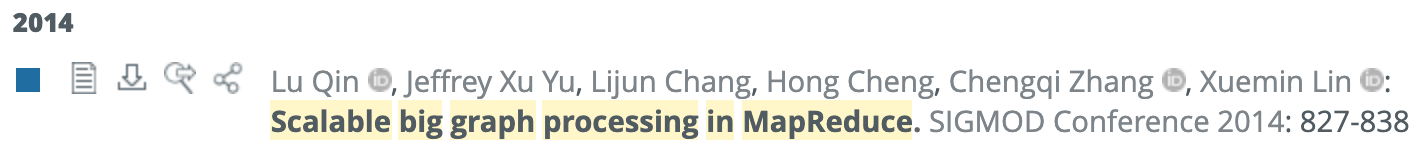 2014
Lu Qin, Jeffrey Xu Yu, Lijun Chang, Hong Cheng, Chengqi Zhang, Xuemin Lin:
Scalable big graph processing in MapReduce. SIGMOD Conference 2014: 827-838